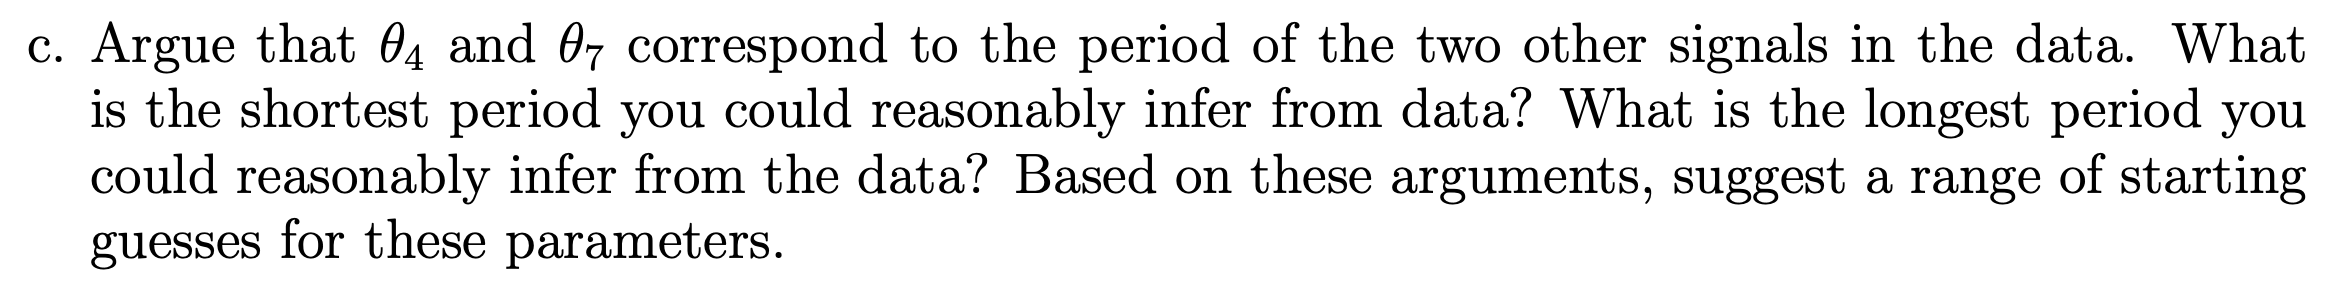 c. Argue that θ₄ and θ₇ correspond to the period of the two other signals in the data. What
is the shortest period you could reasonably infer from data? What is the longest period you
could reasonably infer from the data? Based on these arguments, suggest a range of starting
guesses for these parameters.